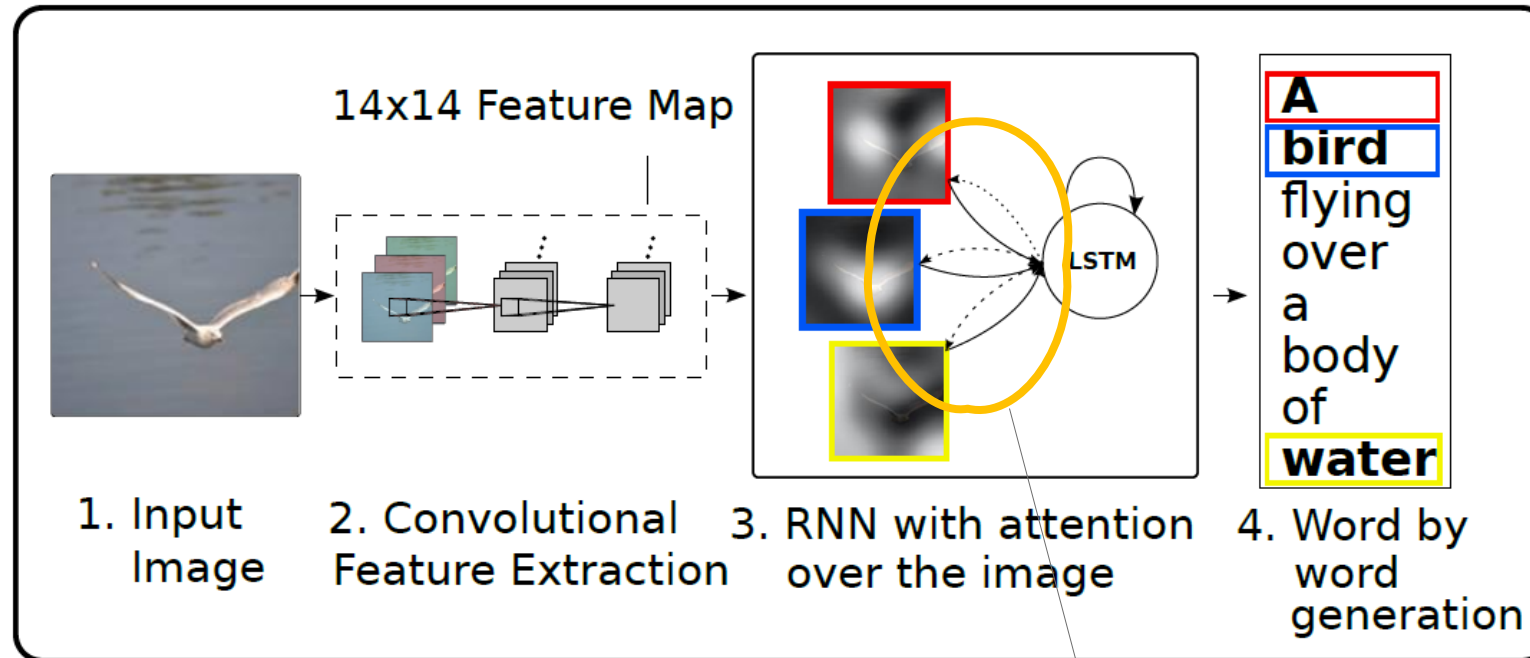 14x14 Feature Map
LSTM
A
bird
flying
over
a
body
of
water
1. Input
Image
2. Convolutional
Feature Extraction
3. RNN with attention
over the image
4. Word by
word
generation